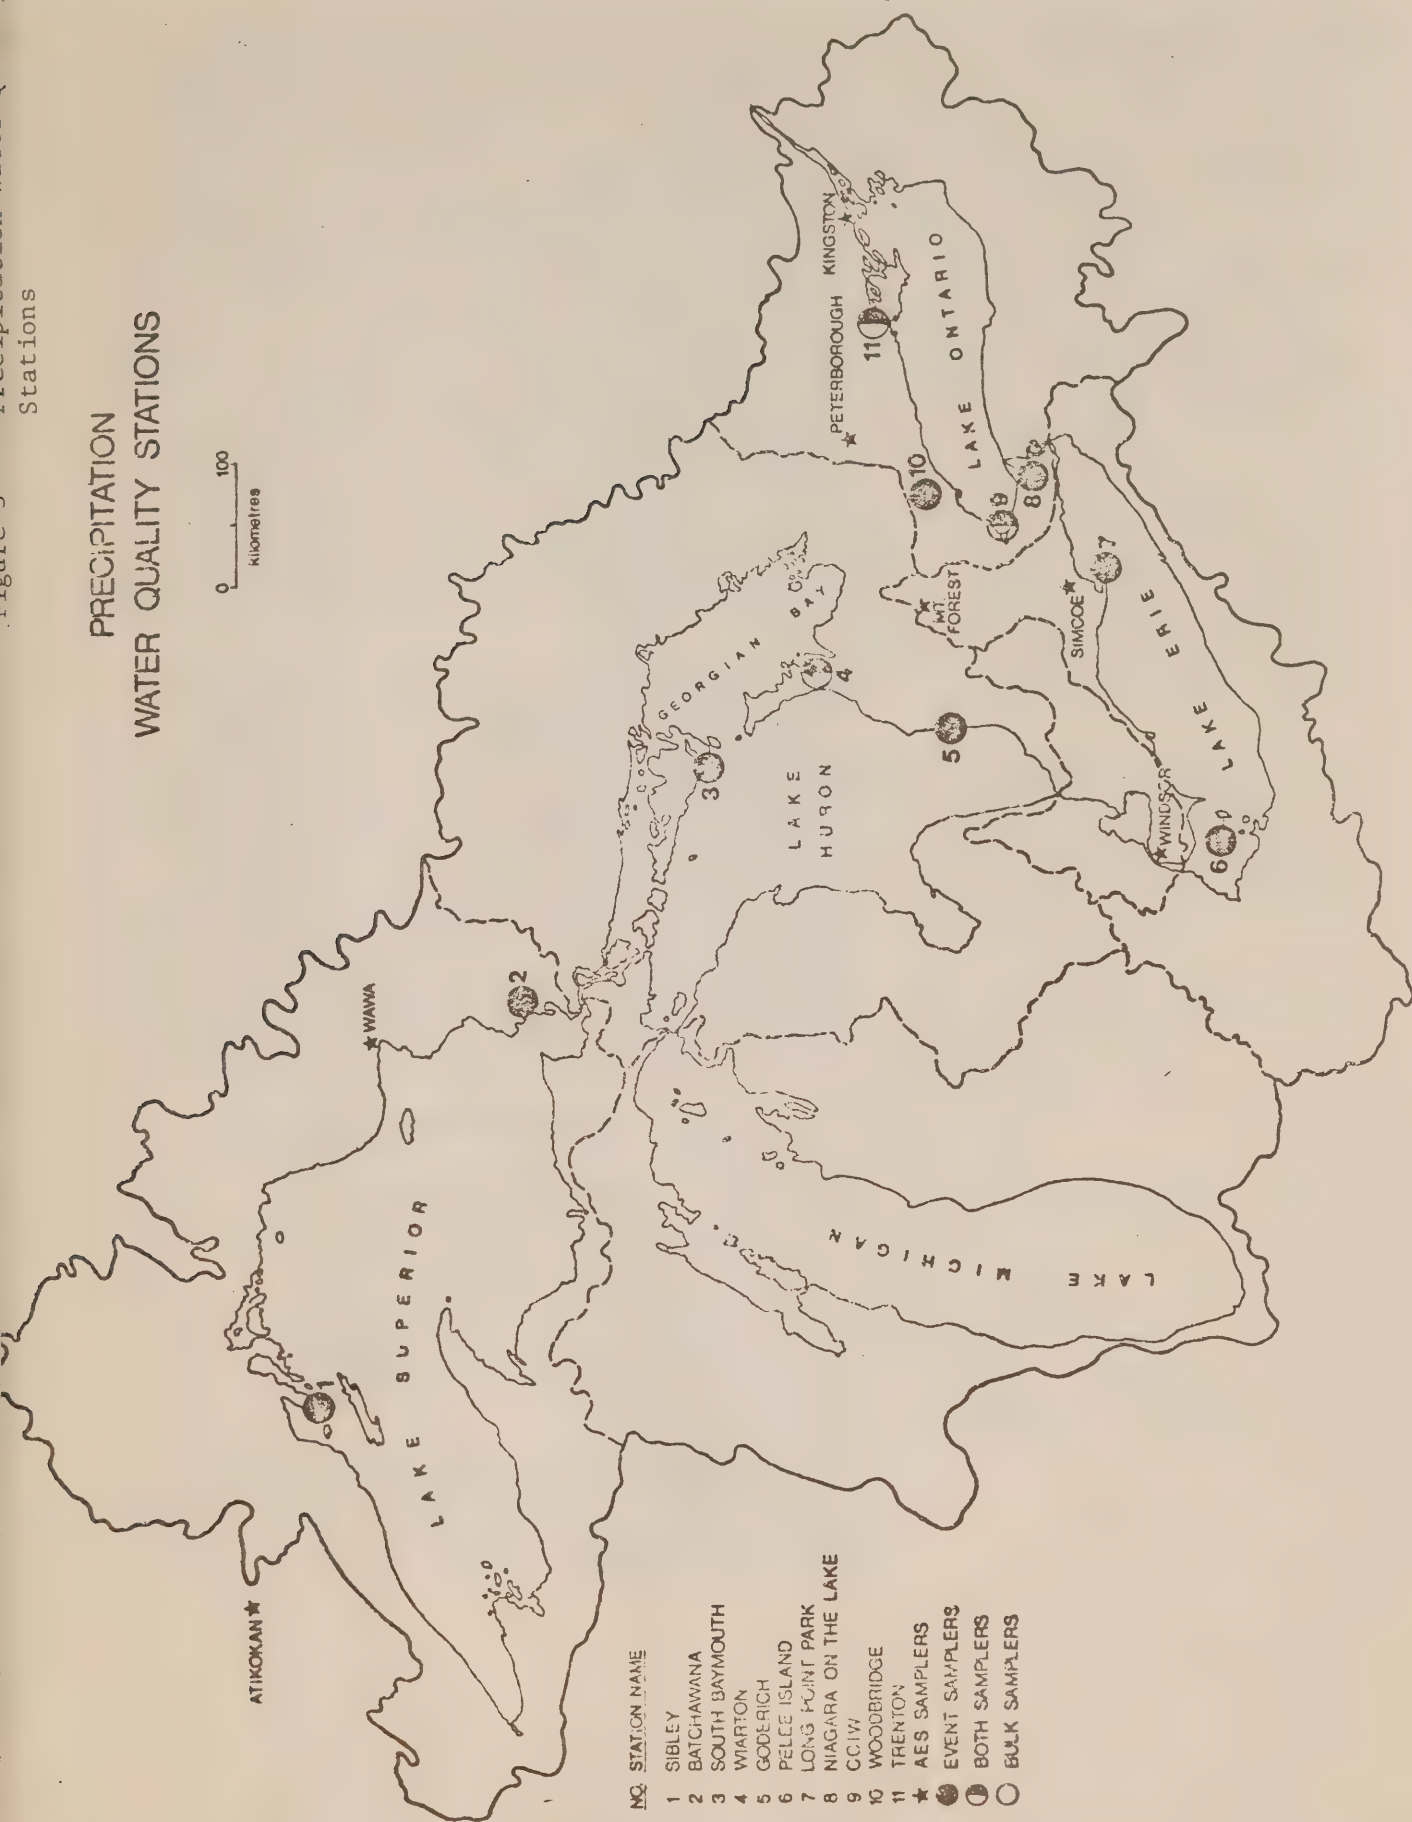 Stations
PRECIPITATION
WATER QUALITY STATIONS
0 100
kilometres
ATIKOKAN
WAWA
PETERBOROUGH
KINGSTON
MT.
FOREST
SIMCOE
WINDSOR
LAKE SUPERIOR
LAKE MICHIGAN
LAKE
HURON
GEORGIAN BAY
LAKE ERIE
LAKE ONTARIO
1
2
3
4
5
6
7
8
9
10
11
NO. STATION NAME
1 SIBLEY
2 BATCHAWANA
3 SOUTH BAYMOUTH
4 WIARTON
5 GODERICH
6 PELEE ISLAND
7 LONG POINT PARK
8 NIAGARA ON THE LAKE
9 CCIW
10 WOODBRIDGE
11 TRENTON
★ AES SAMPLERS
EVENT SAMPLERS
BOTH SAMPLERS
BULK SAMPLERS